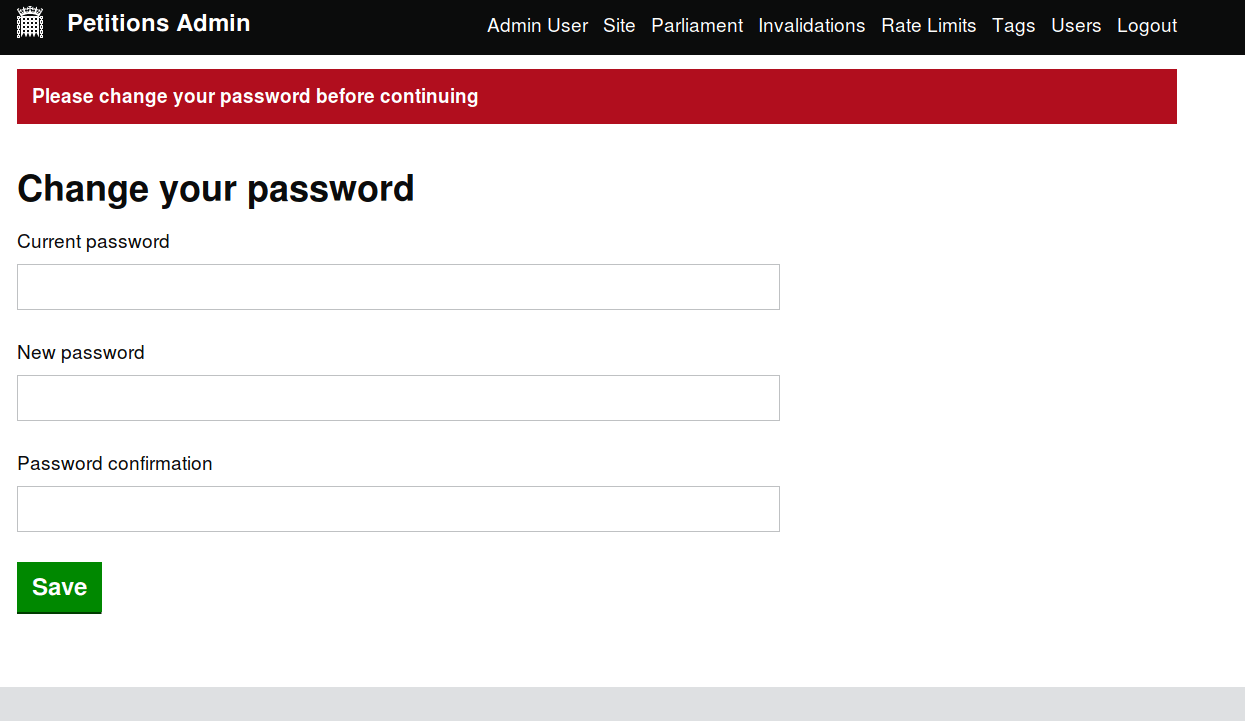 Petitions Admin
Admin User Site Parliament Invalidations Rate Limits Tags Users Logout
Please change your password before continuing
Change your password
Current password
New password
Password confirmation
Save